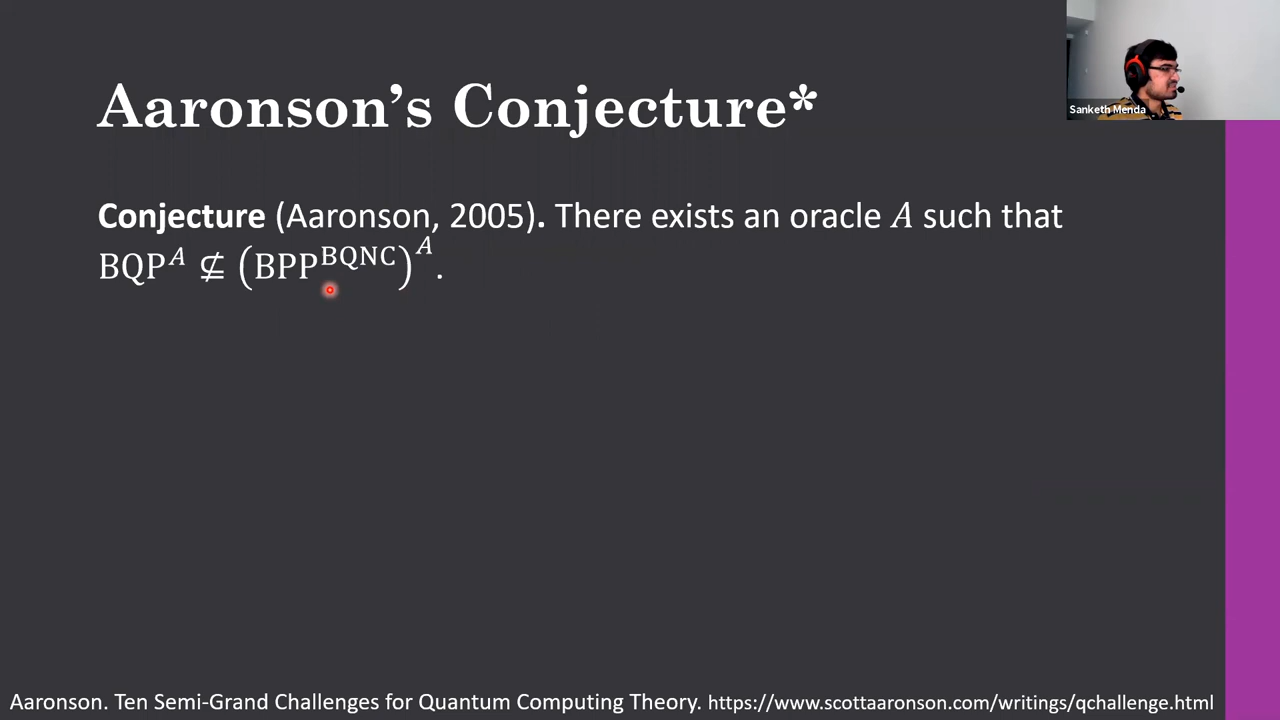 Aaronson's Conjecture*
Sanketh Menda
Conjecture (Aaronson, 2005). There exists an oracle A such that
BQP^A ⊈ (BPP^BQNC)^A.
Aaronson. Ten Semi-Grand Challenges for Quantum Computing Theory. https://www.scottaaronson.com/writings/qchallenge.html